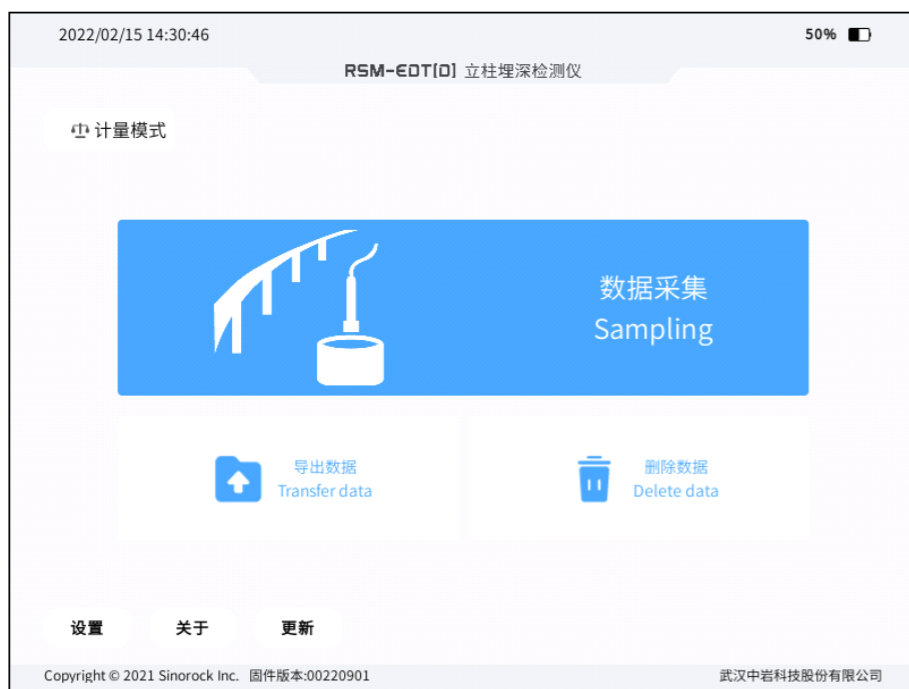 2022/02/15 14:30:46
50%
RSM-EDT(D) 立柱埋深检测仪
计量模式
数据采集
Sampling
导出数据
Transfer data
删除数据
Delete data
设置
关于
更新
Copyright © 2021 Sinorock Inc. 固件版本:00220901
武汉中岩科技股份有限公司